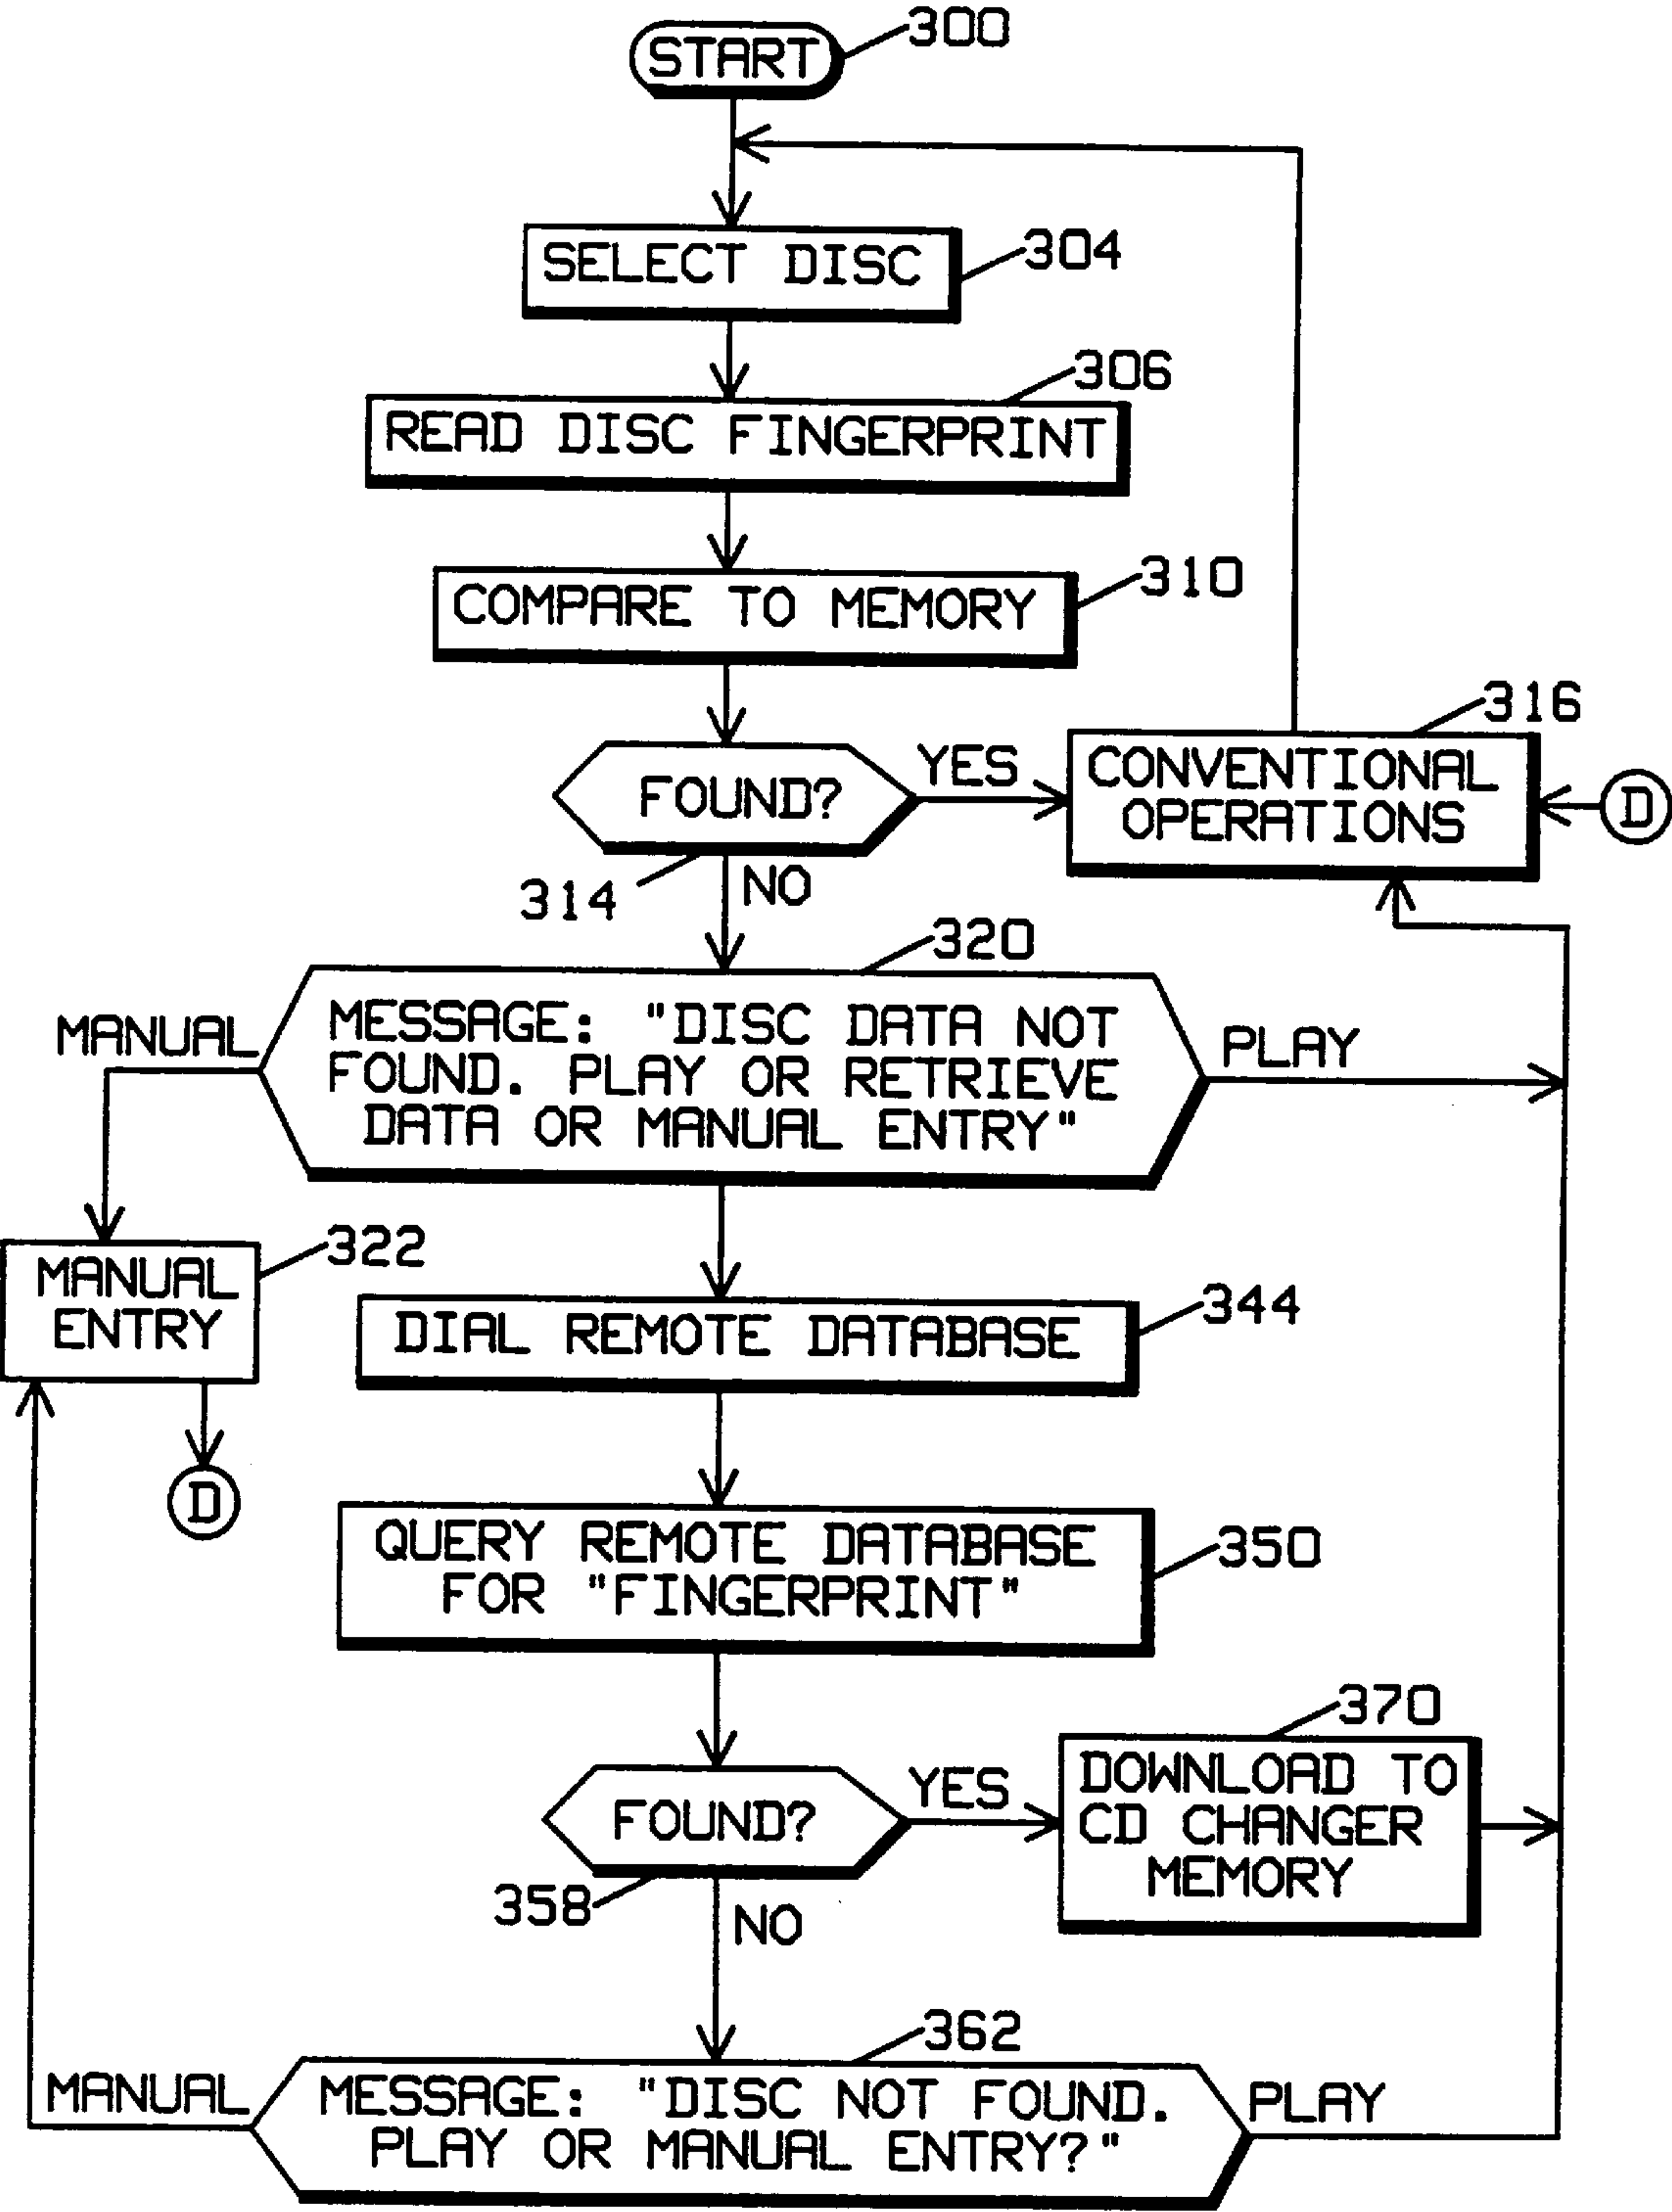 300
START
SELECT DISC
304
306
READ DISC FINGERPRINT
COMPARE TO MEMORY
310
316
FOUND?
YES
CONVENTIONAL
OPERATIONS
D
314
NO
320
MANUAL
MESSAGE: "DISC DATA NOT
FOUND. PLAY OR RETRIEVE
DATA OR MANUAL ENTRY"
PLAY
322
MANUAL
ENTRY
344
DIAL REMOTE DATABASE
D
QUERY REMOTE DATABASE
FOR "FINGERPRINT"
350
370
FOUND?
YES
DOWNLOAD TO
CD CHANGER
MEMORY
358
NO
362
MANUAL
MESSAGE: "DISC NOT FOUND.
PLAY OR MANUAL ENTRY?"
PLAY